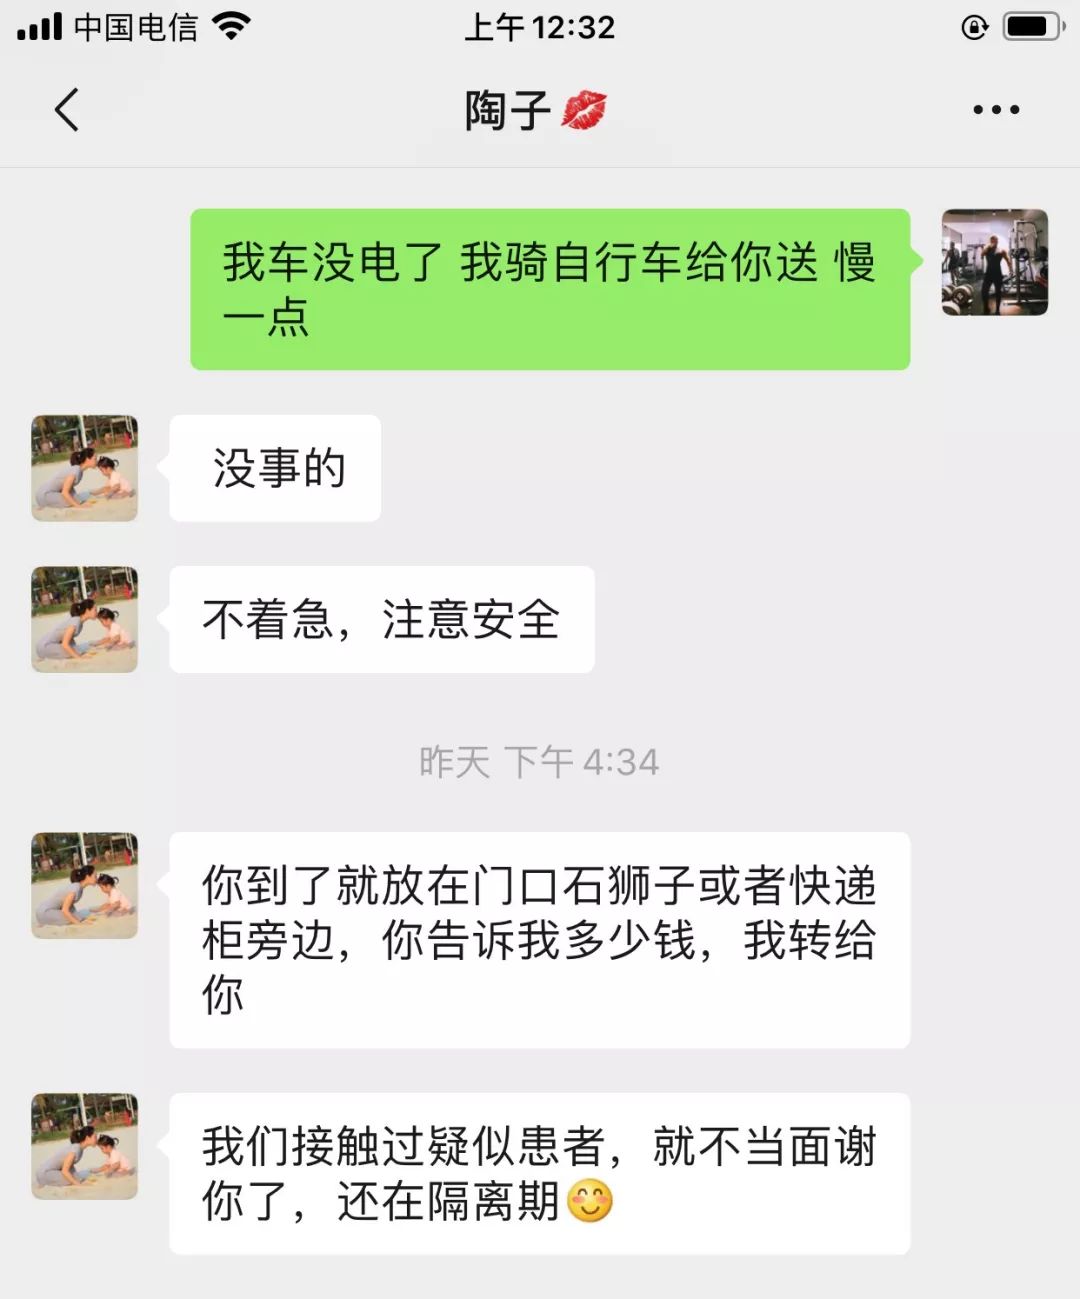 中国电信 上午12:32
陶子💋
我车没电了 我骑自行车给你送 慢
一点
没事的
不着急，注意安全
昨天 下午4:34
你到了就放在门口石狮子或者快递
柜旁边，你告诉我多少钱，我转给
你
我们接触过疑似患者，就不当面谢
你了，还在隔离期😊